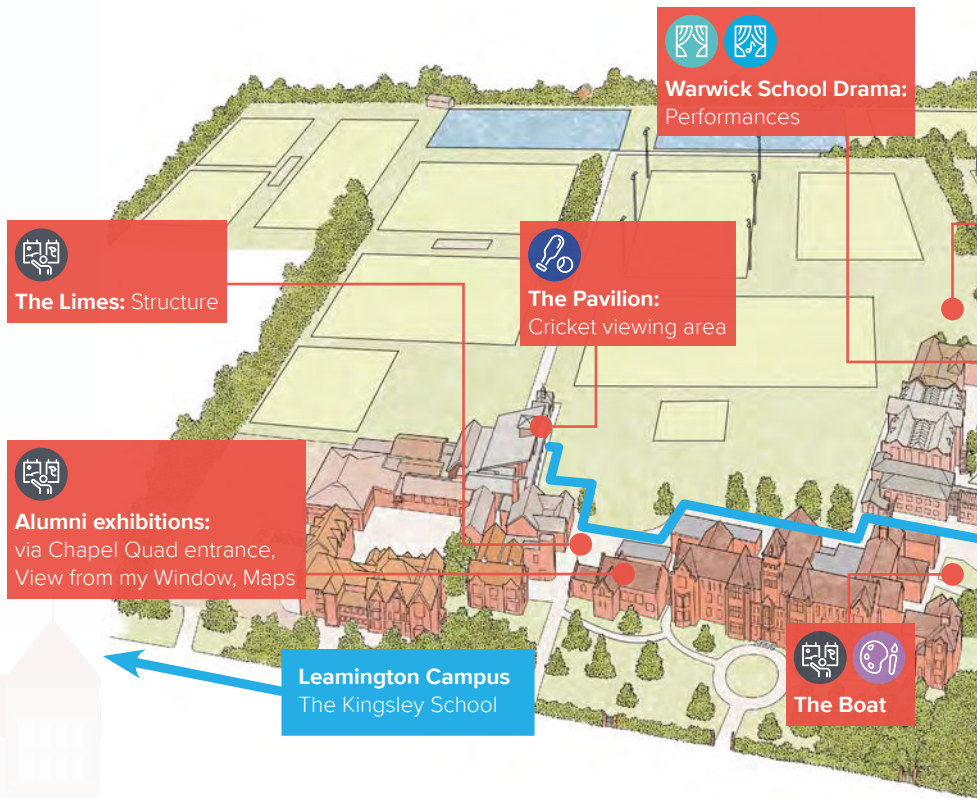 Warwick School Drama:
Performances
The Limes: Structure
The Pavilion:
Cricket viewing area
Alumni exhibitions:
via Chapel Quad entrance,
View from my Window, Maps
Leamington Campus
The Kingsley School
The Boat